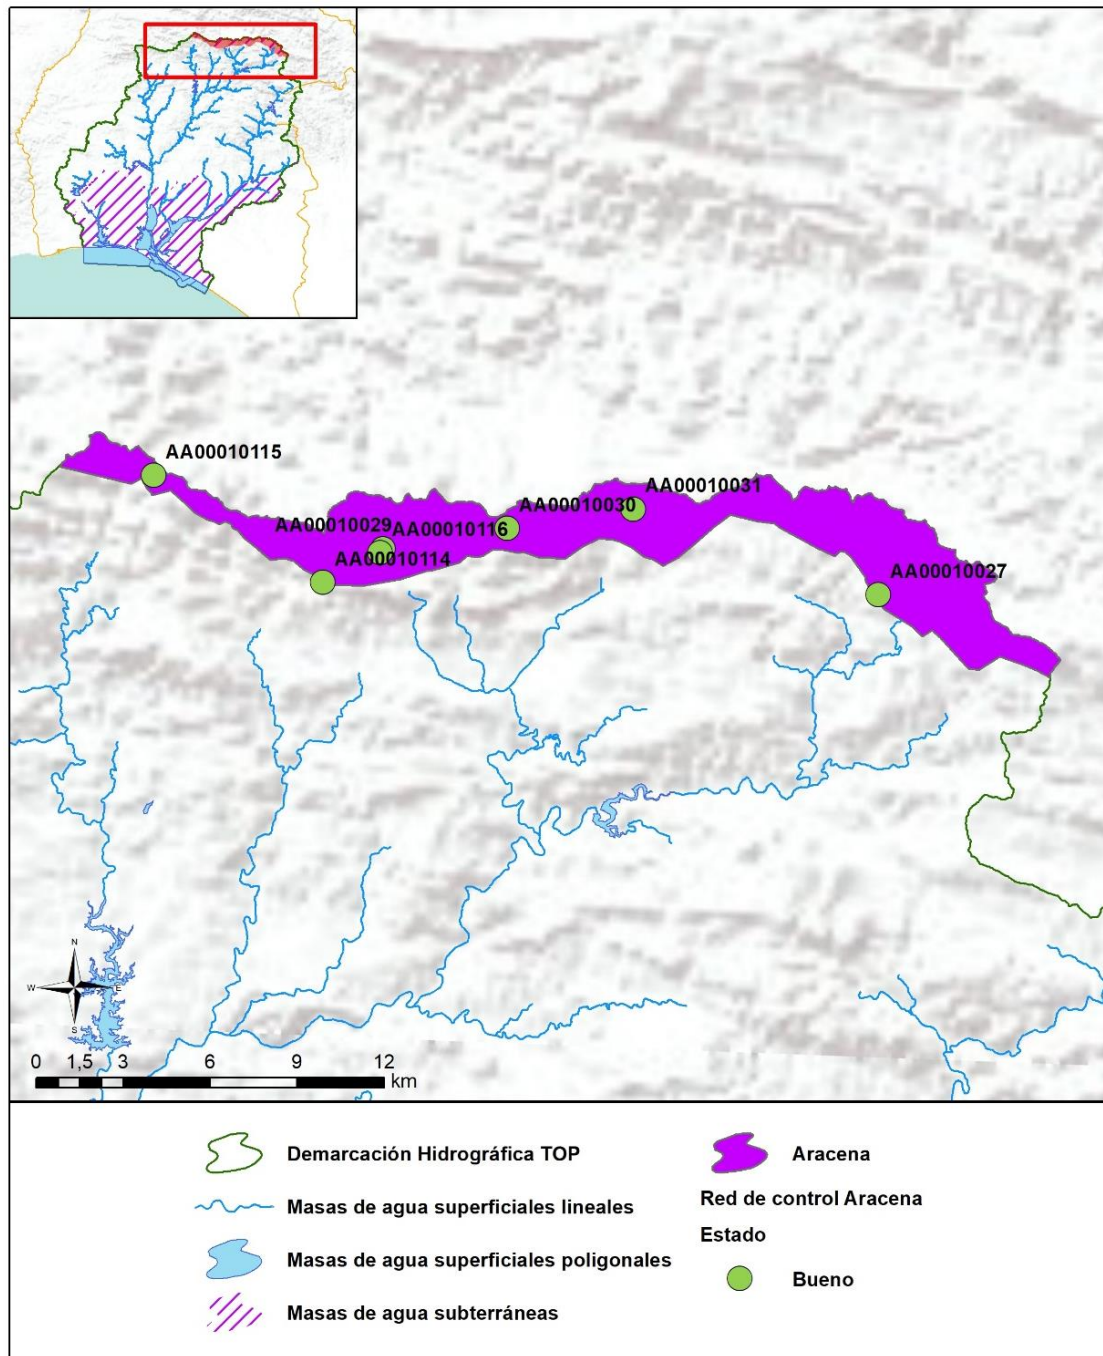 AA00010115
AA00010031
AA00010030
AA00010029
AA00010116
AA00010114
AA00010027
N
W
E
S
0 1,5 3 6 9 12
km
Demarcación Hidrográfica TOP
Masas de agua superficiales lineales
Masas de agua superficiales poligonales
Masas de agua subterráneas
Aracena
Red de control Aracena
Estado
Bueno